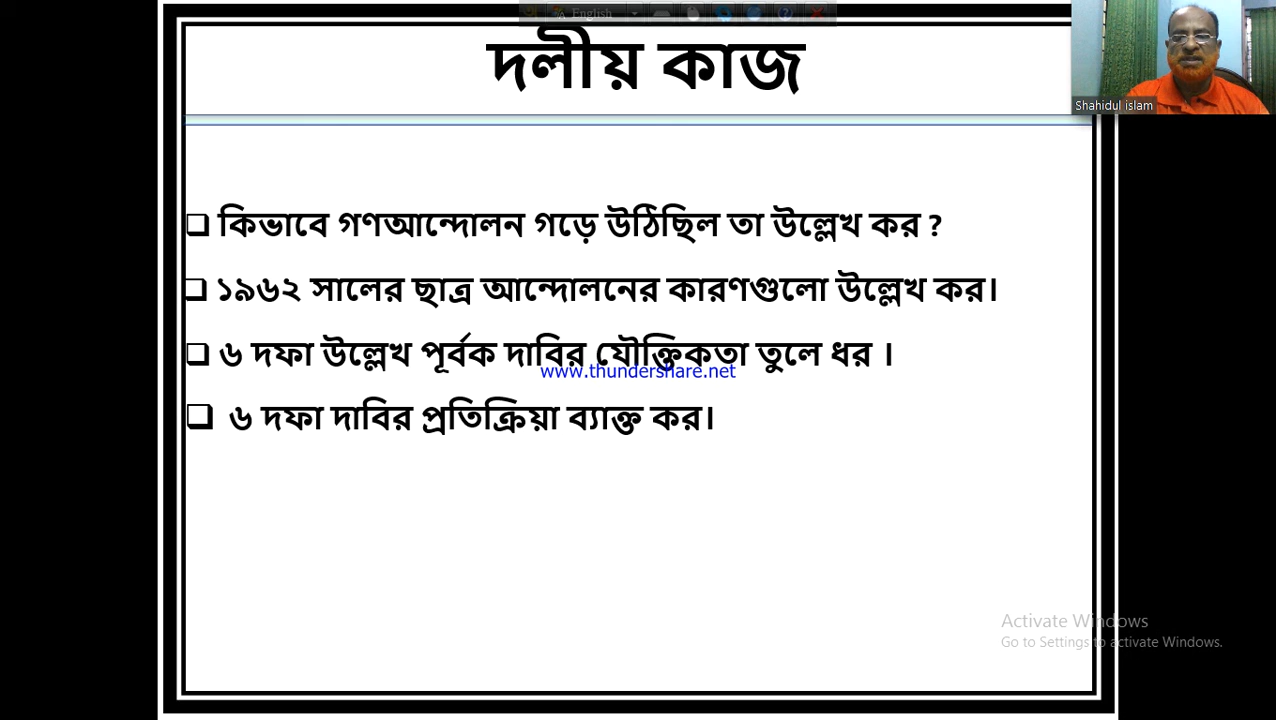 English
দলীয় কাজ
Shahidul islam
❑ কিভাবে গণআন্দোলন গড়ে উঠিছিল তা উল্লেখ কর ?
❑ ১৯৬২ সালের ছাত্র আন্দোলনের কারণগুলো উল্লেখ কর।
❑ ৬ দফা উল্লেখ পূর্বক দাবির যৌক্তিকতা তুলে ধর ।
www.thundershare.net
❑ ৬ দফা দাবির প্রতিক্রিয়া ব্যাক্ত কর।
Activate Windows
Go to Settings to activate Windows.